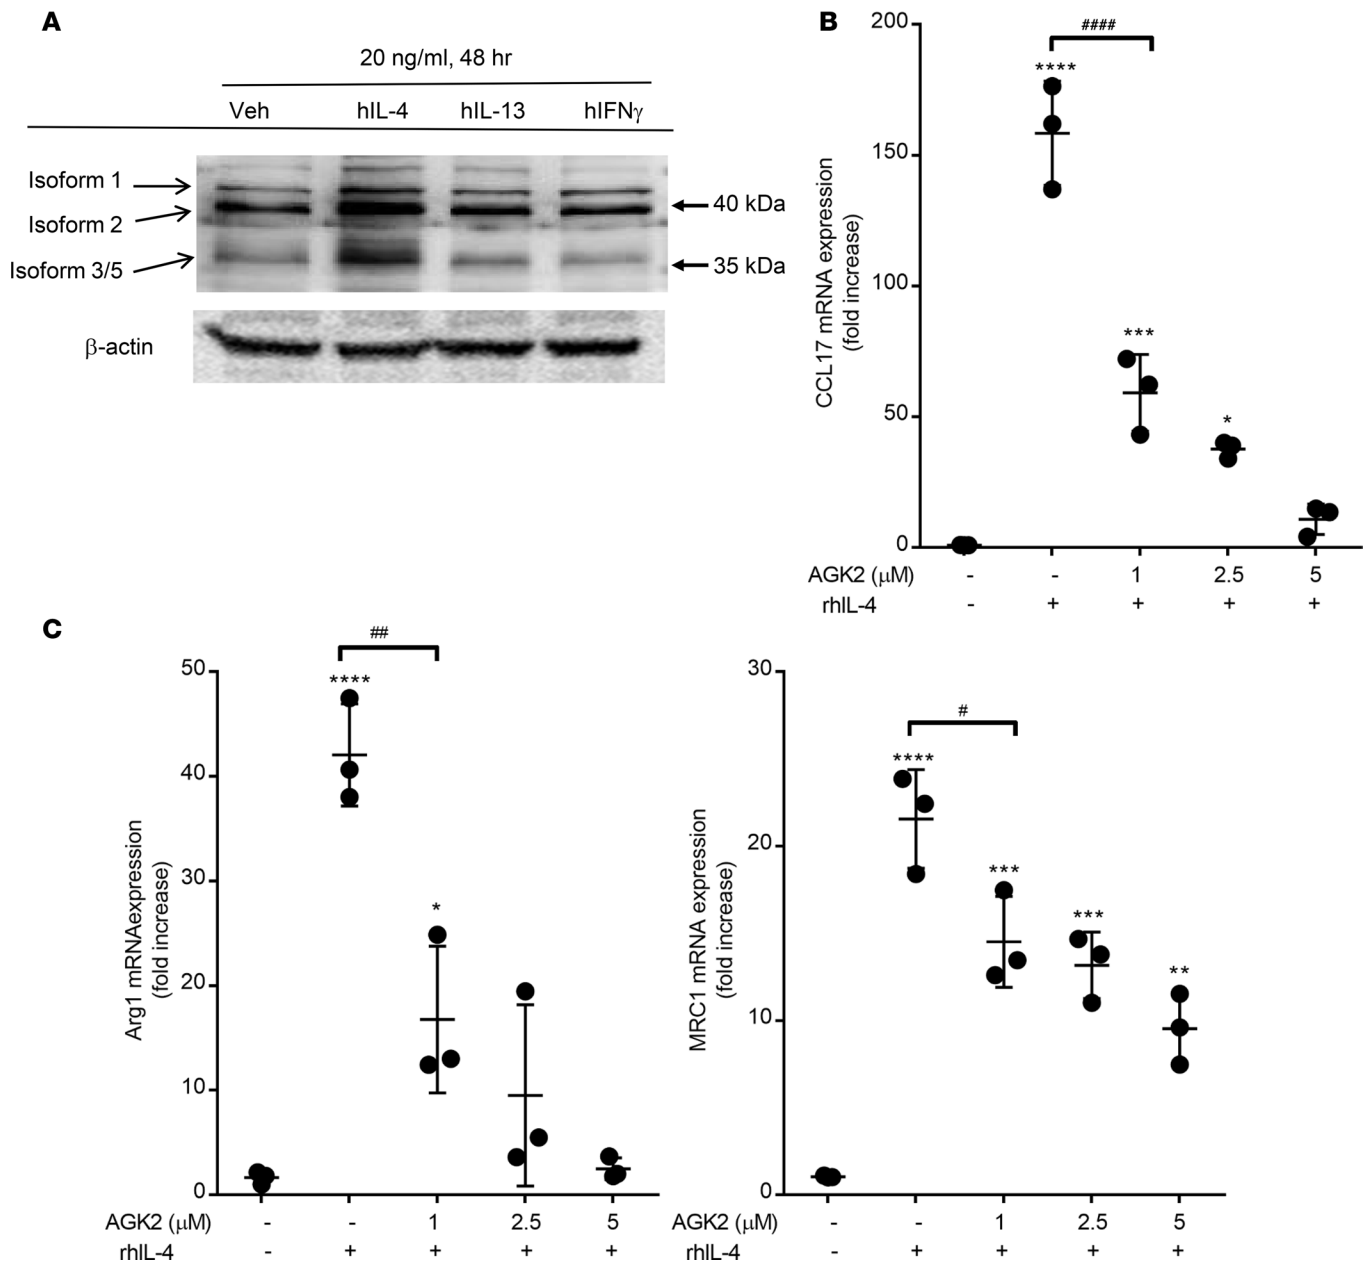 A
20 ng/ml, 48 hr
Veh hIL-4 hIL-13 hIFNγ
Isoform 1
Isoform 2
Isoform 3/5
40 kDa
35 kDa
β-actin
B
CCL17 mRNA expression
(fold increase)
200
150
100
50
0
####
****
***
*
AGK2 (μM) - - 1 2.5 5
rhIL-4 - + + + +
C
Arg1 mRNAexpression
(fold increase)
50
40
30
20
10
0
##
****
*
AGK2 (μM) - - 1 2.5 5
rhIL-4 - + + + +
MRC1 mRNA expression
(fold increase)
30
20
10
0
#
****
***
***
**
AGK2 (μM) - - 1 2.5 5
rhIL-4 - + + + +